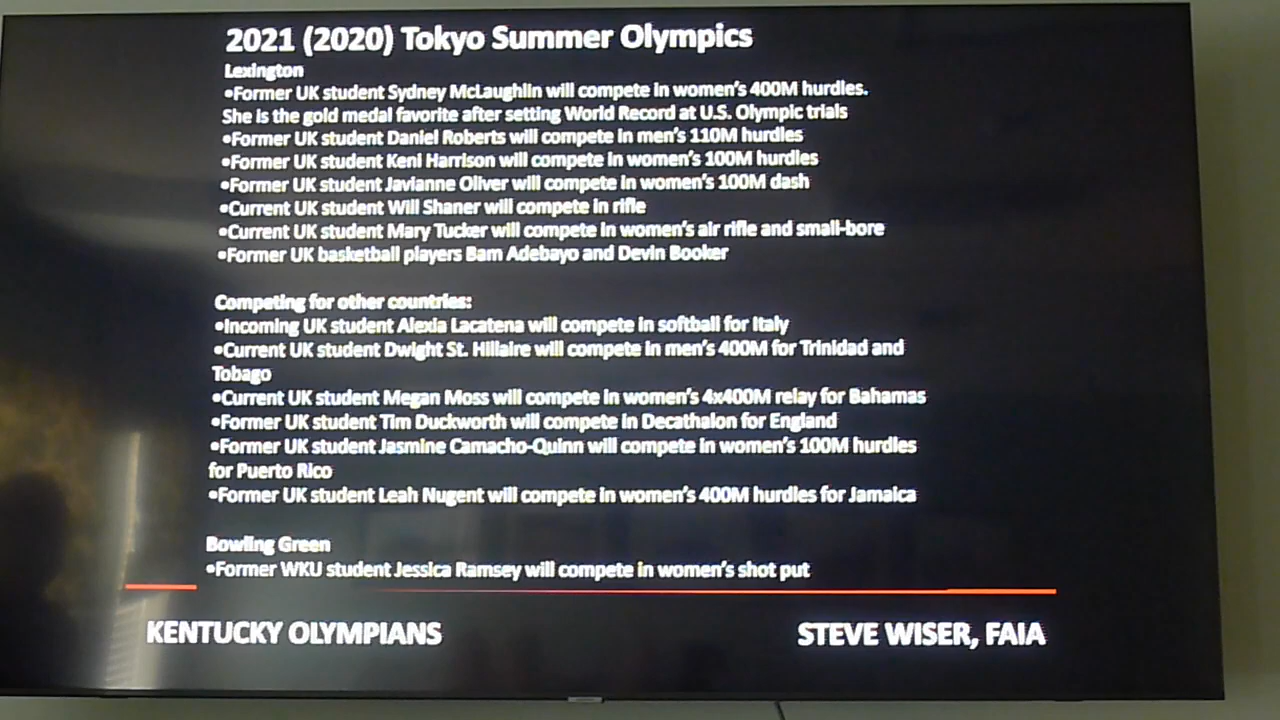 2021 (2020) Tokyo Summer Olympics
Lexington
•Former UK student Sydney McLaughlin will compete in women's 400M hurdles.
She is the gold medal favorite after setting World Record at U.S. Olympic trials
•Former UK student Daniel Roberts will compete in men's 110M hurdles
•Former UK student Keni Harrison will compete in women's 100M hurdles
•Former UK student Javianne Oliver will compete in women's 100M dash
•Current UK student Will Shaner will compete in rifle
•Current UK student Mary Tucker will compete in women's air rifle and small-bore
•Former UK basketball players Bam Adebayo and Devin Booker
Competing for other countries:
•Incoming UK student Alexia Lacatena will compete in softball for Italy
•Current UK student Dwight St. Hillaire will compete in men's 400M for Trinidad and
Tobago
•Current UK student Megan Moss will compete in women's 4x400M relay for Bahamas
•Former UK student Tim Duckworth will compete in Decathalon for England
•Former UK student Jasmine Camacho-Quinn will compete in women's 100M hurdles
for Puerto Rico
•Former UK student Leah Nugent will compete in women's 400M hurdles for Jamaica
Bowling Green
•Former WKU student Jessica Ramsey will compete in women's shot put
KENTUCKY OLYMPIANS
STEVE WISER, FAIA